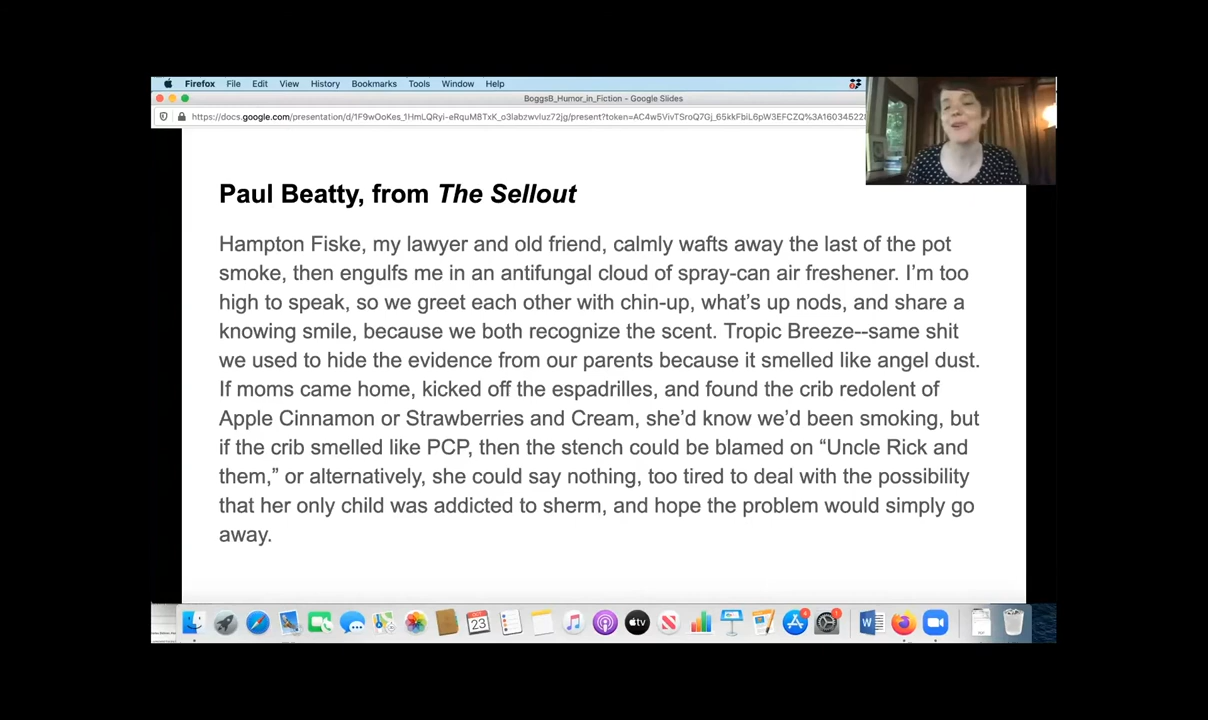 Firefox File Edit View History Bookmarks Tools Window Help
BoggsB_Humor_in_Fiction - Google Slides
Paul Beatty, from The Sellout
Hampton Fiske, my lawyer and old friend, calmly wafts away the last of the pot
smoke, then engulfs me in an antifungal cloud of spray-can air freshener. I’m too
high to speak, so we greet each other with chin-up, what’s up nods, and share a
knowing smile, because we both recognize the scent. Tropic Breeze--same shit
we used to hide the evidence from our parents because it smelled like angel dust.
If moms came home, kicked off the espadrilles, and found the crib redolent of
Apple Cinnamon or Strawberries and Cream, she’d know we’d been smoking, but
if the crib smelled like PCP, then the stench could be blamed on “Uncle Rick and
them,” or alternatively, she could say nothing, too tired to deal with the possibility
that her only child was addicted to sherm, and hope the problem would simply go
away.
OCT
23
tv
4
1